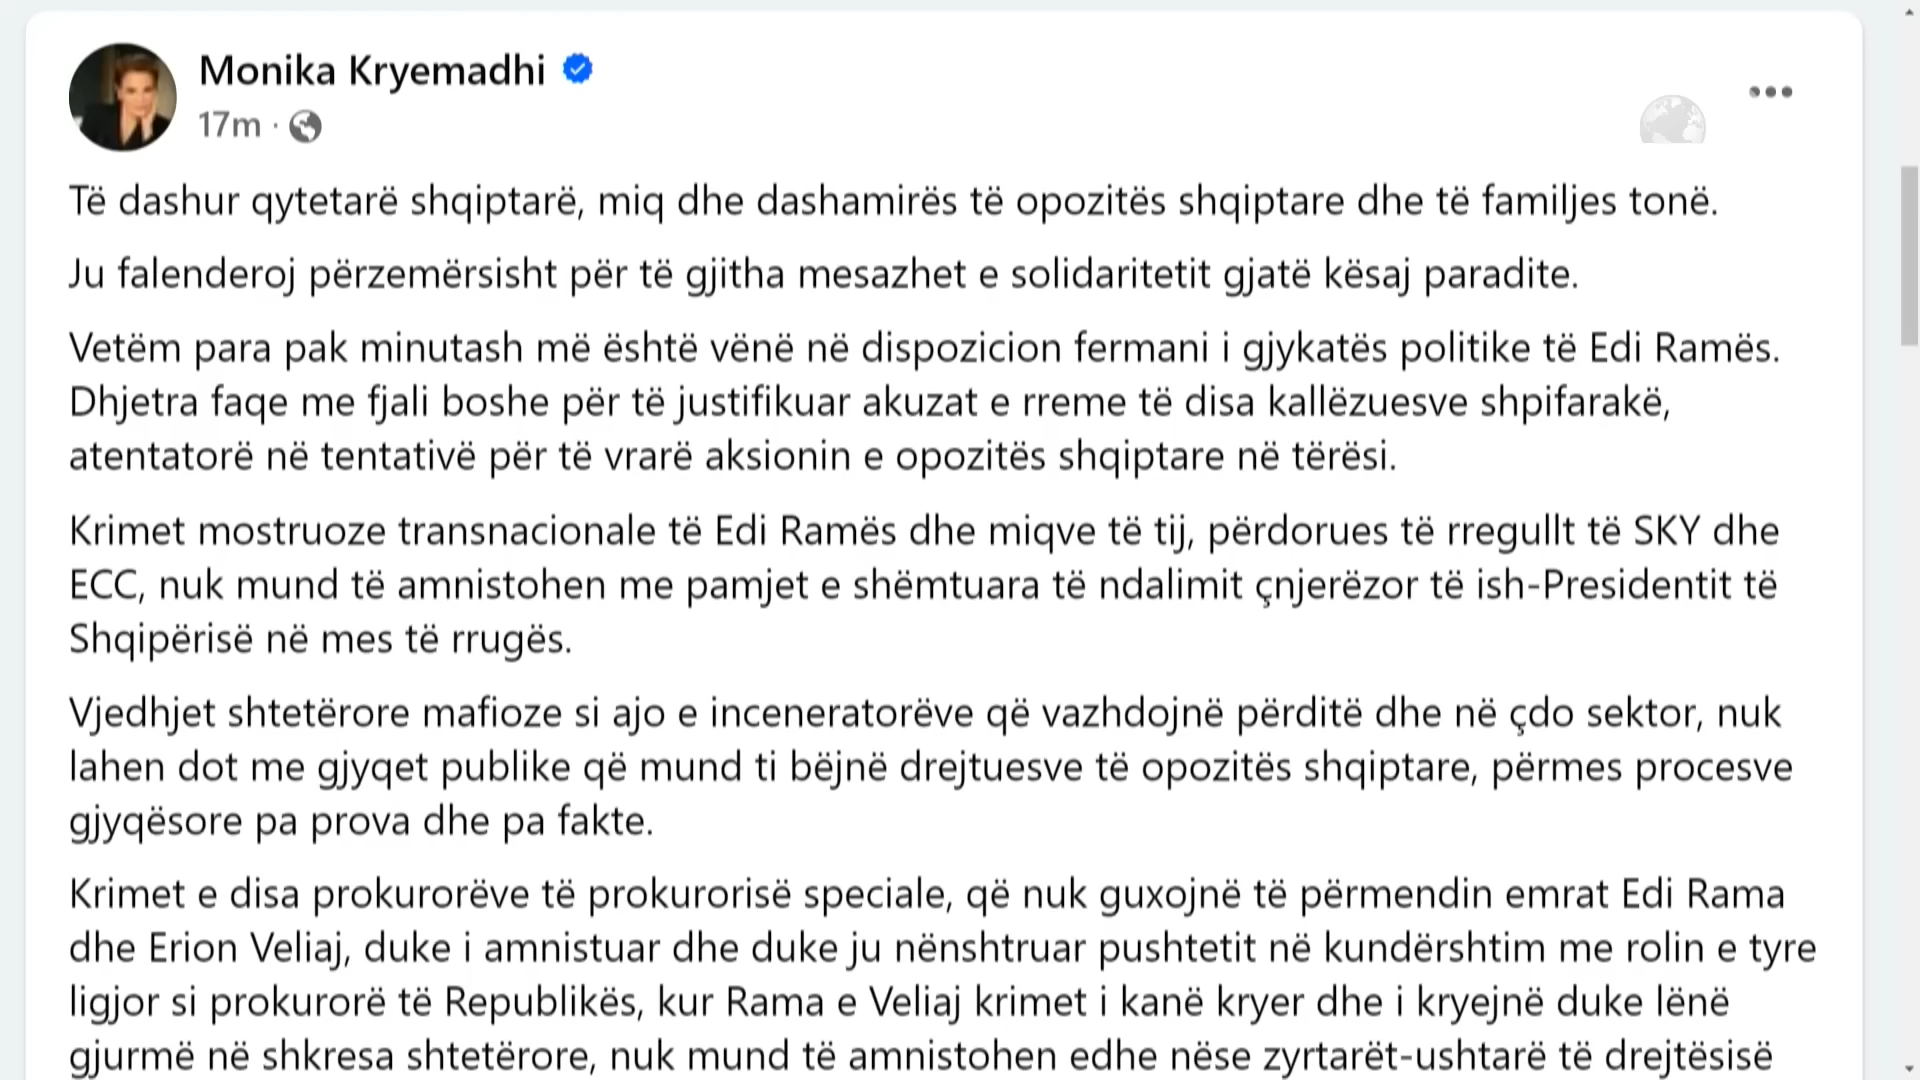 Monika Kryemadhi
17m ·
Të dashur qytetarë shqiptarë, miq dhe dashamirës të opozitës shqiptare dhe të familjes tonë.
Ju falenderoj përzemërsisht për të gjitha mesazhet e solidaritetit gjatë kësaj paradite.
Vetëm para pak minutash më është vënë në dispozicion fermani i gjykatës politike të Edi Ramës.
Dhjetra faqe me fjali boshe për të justifikuar akuzat e rreme të disa kallëzuesve shpifarakë,
atentatorë në tentativë për të vrarë aksionin e opozitës shqiptare në tërësi.
Krimet mostruoze transnacionale të Edi Ramës dhe miqve të tij, përdorues të rregullt të SKY dhe
ECC, nuk mund të amnistohen me pamjet e shëmtuara të ndalimit çnjerëzor të ish-Presidentit të
Shqipërisë në mes të rrugës.
Vjedhjet shtetërore mafioze si ajo e inceneratorëve që vazhdojnë përditë dhe në çdo sektor, nuk
lahen dot me gjyqet publike që mund ti bëjnë drejtuesve të opozitës shqiptare, përmes procesve
gjyqësore pa prova dhe pa fakte.
Krimet e disa prokurorëve të prokurorisë speciale, që nuk guxojnë të përmendin emrat Edi Rama
dhe Erion Veliaj, duke i amnistuar dhe duke ju nënshtruar pushtetit në kundërshtim me rolin e tyre
ligjor si prokurorë të Republikës, kur Rama e Veliaj krimet i kanë kryer dhe i kryejnë duke lënë
gjurmë në shkresa shtetërore, nuk mund të amnistohen edhe nëse zyrtarët-ushtarë të drejtësisë